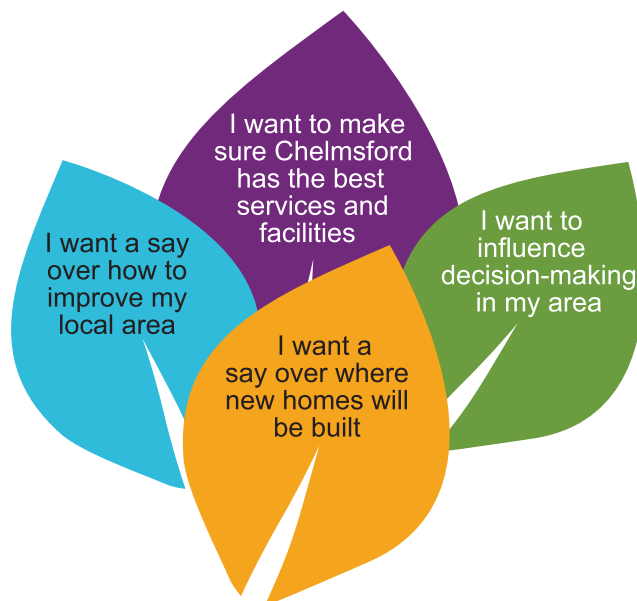 I want to make
sure Chelmsford
has the best
services and
facilities
I want a say
over how to
improve my
local area
I want to
influence
decision-making
in my area
I want a
say over where
new homes will
be built